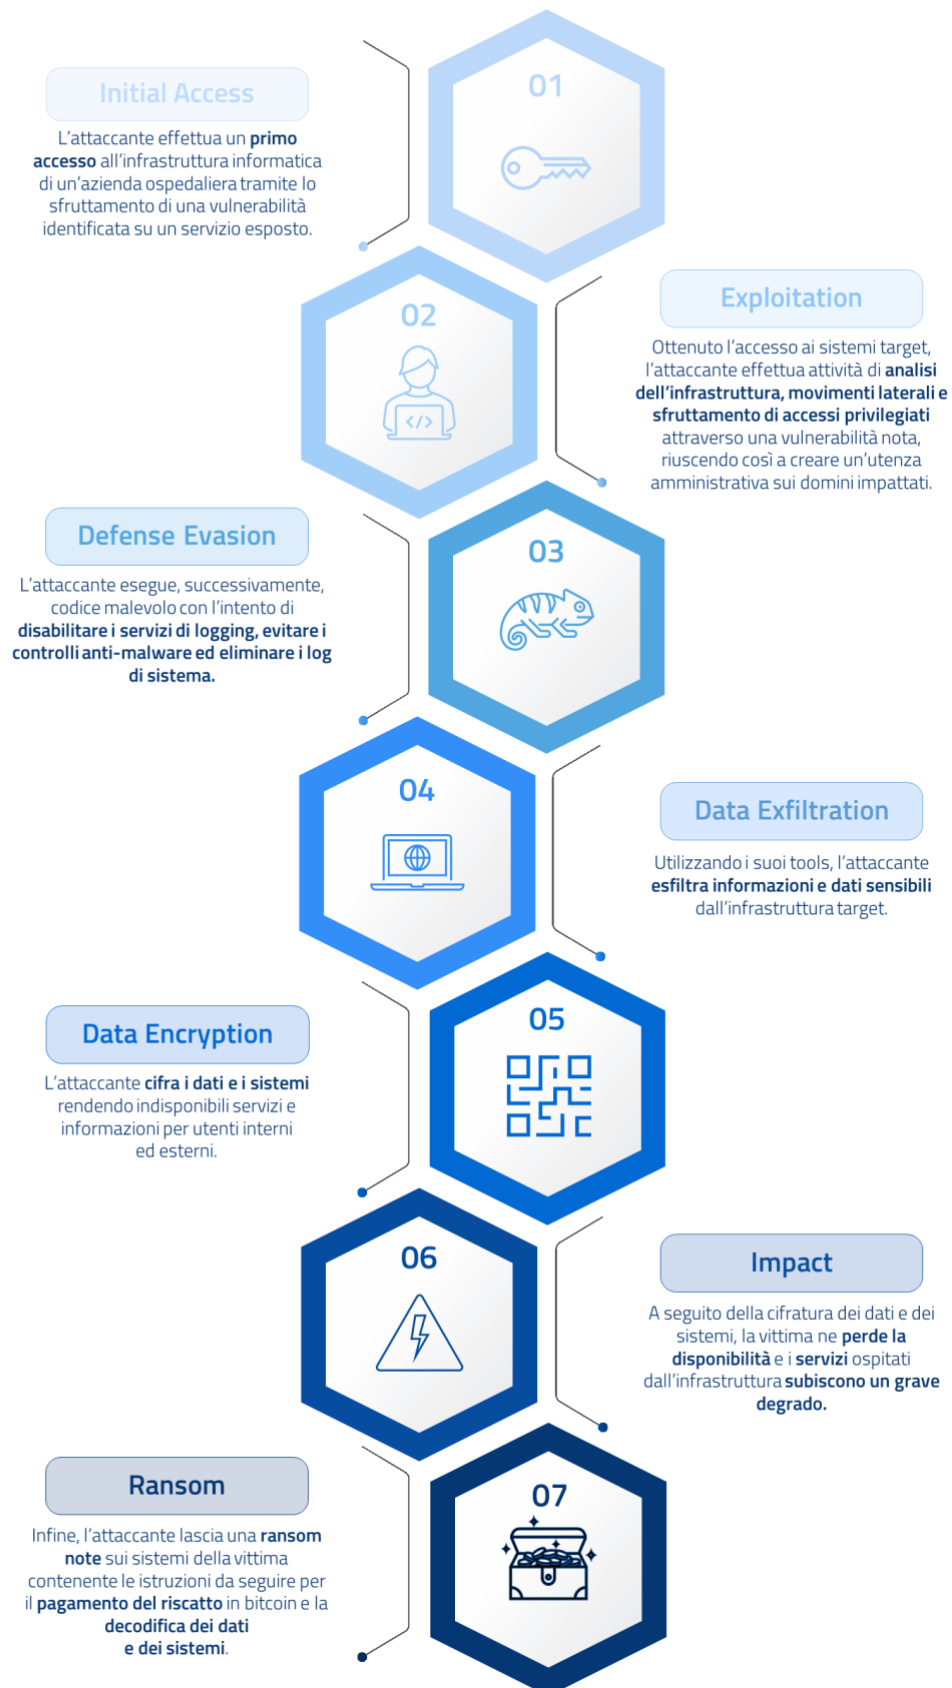 01
Initial Access
L'attaccante effettua un primo
accesso all'infrastruttura informatica
di un'azienda ospedaliera tramite lo
sfruttamento di una vulnerabilità
identificata su un servizio esposto.
02
</>
Exploitation
Ottenuto l'accesso ai sistemi target,
l'attaccante effettua attività di analisi
dell'infrastruttura, movimenti laterali e
sfruttamento di accessi privilegiati
attraverso una vulnerabilità nota,
riuscendo così a creare un'utenza
amministrativa sui domini impattati.
03
Defense Evasion
L'attaccante esegue, successivamente,
codice malevolo con l'intento di
disabilitare i servizi di logging, evitare i
controlli anti-malware ed eliminare i log
di sistema.
04
Data Exfiltration
Utilizzando i suoi tools, l'attaccante
esfiltra informazioni e dati sensibili
dall'infrastruttura target.
05
Data Encryption
L'attaccante cifra i dati e i sistemi
rendendo indisponibili servizi e
informazioni per utenti interni
ed esterni.
06
Impact
A seguito della cifratura dei dati e dei
sistemi, la vittima ne perde la
disponibilità e i servizi ospitati
dall'infrastruttura subiscono un grave
degrado.
07
Ransom
Infine, l'attaccante lascia una ransom
note sui sistemi della vittima
contenente le istruzioni da seguire per
il pagamento del riscatto in bitcoin e la
decodifica dei dati
e dei sistemi.